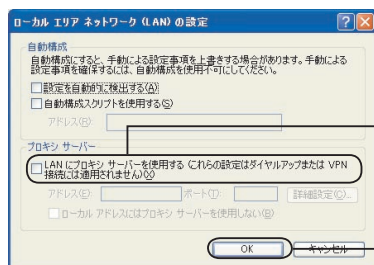 ローカル エリア ネットワーク (LAN) の設定
自動構成
自動構成にすると、手動による設定事項を上書きする場合があります。手動による
設定事項を確保するには、自動構成を使用不可にしてください。
設定を自動的に検出する(A)
自動構成スクリプトを使用する(S)
アドレス(R):
プロキシ サーバー
LAN にプロキシ サーバーを使用する (これらの設定はダイヤルアップまたは VPN
接続には適用されません)(X)
アドレス(E): ポート(T): 詳細設定(C)...
ローカル アドレスにはプロキシ サーバーを使用しない(B)
OK キャンセル